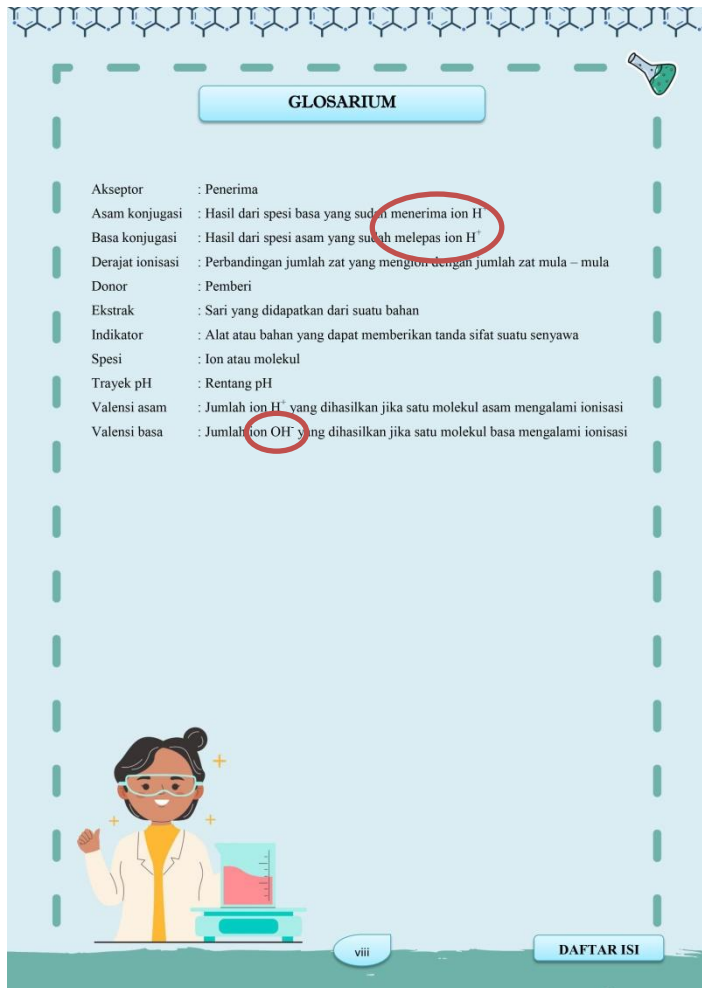 GLOSARIUM
Akseptor : Penerima
Asam konjugasi : Hasil dari spesi basa yang sudah menerima ion H⁺
Basa konjugasi : Hasil dari spesi asam yang sudah melepas ion H⁺
Derajat ionisasi : Perbandingan jumlah zat yang mengion dengan jumlah zat mula – mula
Donor : Pemberi
Ekstrak : Sari yang didapatkan dari suatu bahan
Indikator : Alat atau bahan yang dapat memberikan tanda sifat suatu senyawa
Spesi : Ion atau molekul
Trayek pH : Rentang pH
Valensi asam : Jumlah ion H⁺ yang dihasilkan jika satu molekul asam mengalami ionisasi
Valensi basa : Jumlah ion OH⁻ yang dihasilkan jika satu molekul basa mengalami ionisasi
viii
DAFTAR ISI